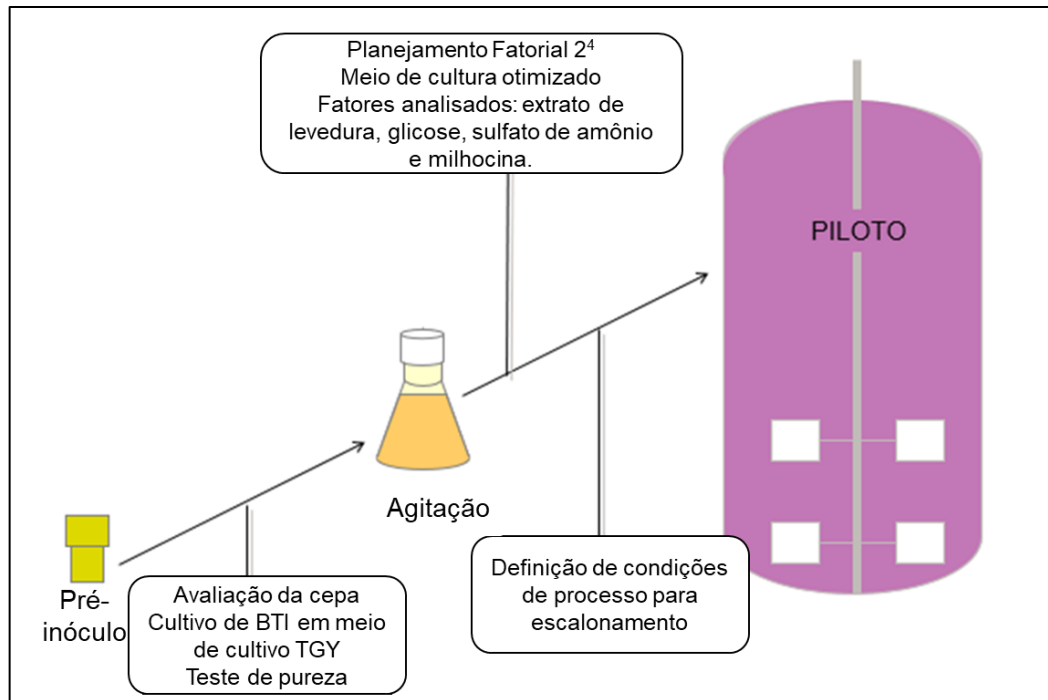 Planejamento Fatorial 2⁴
Meio de cultura otimizado
Fatores analisados: extrato de
levedura, glicose, sulfato de amônio
e milhocina.
PILOTO
Agitação
Definição de condições
de processo para
escalonamento
Pré-
inóculo
Avaliação da cepa
Cultivo de BTI em meio
de cultivo TGY
Teste de pureza